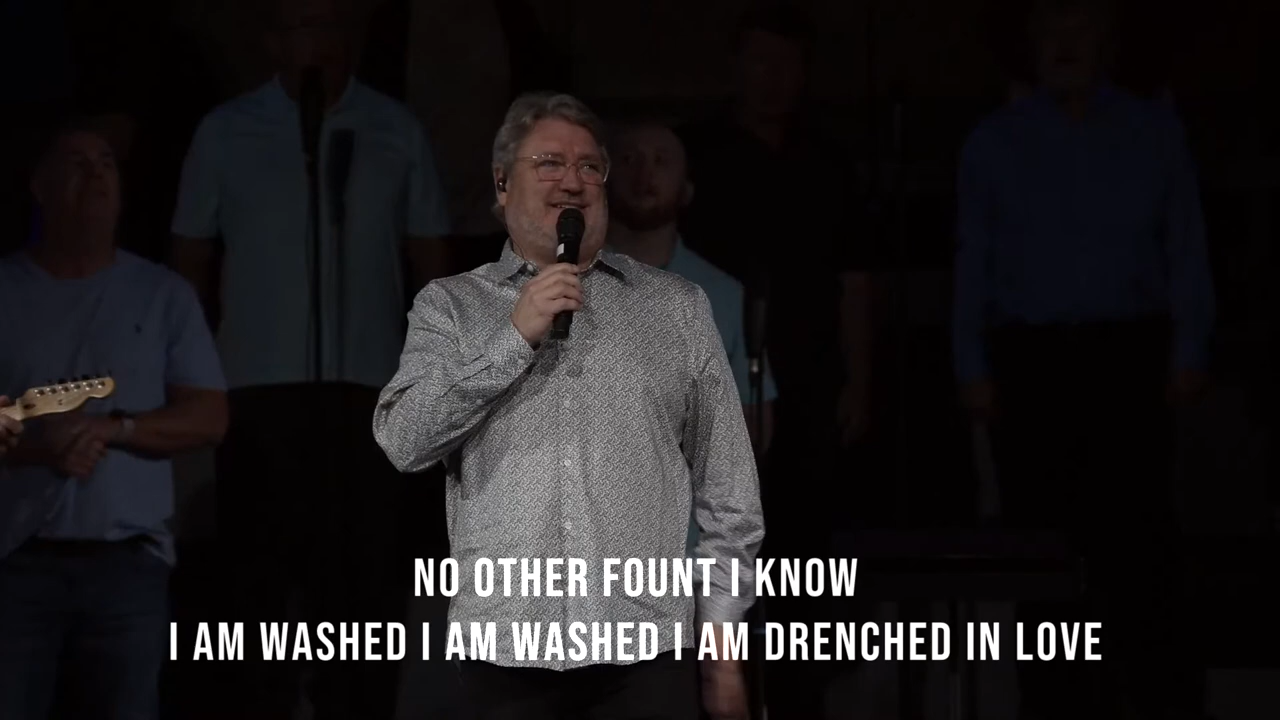 NO OTHER FOUNT I KNOW
I AM WASHED I AM WASHED I AM DRENCHED IN LOVE